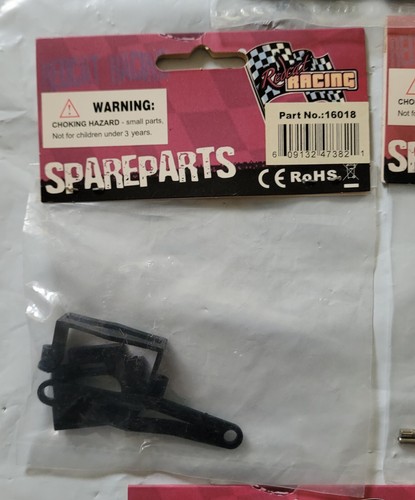 Redcat
RACING
WARNING:
CHOKING HAZARD - small parts.
Not for children under 3 years.
Part No.:16018
6 09132 47382 1
SPAREPARTS
CE RoHS